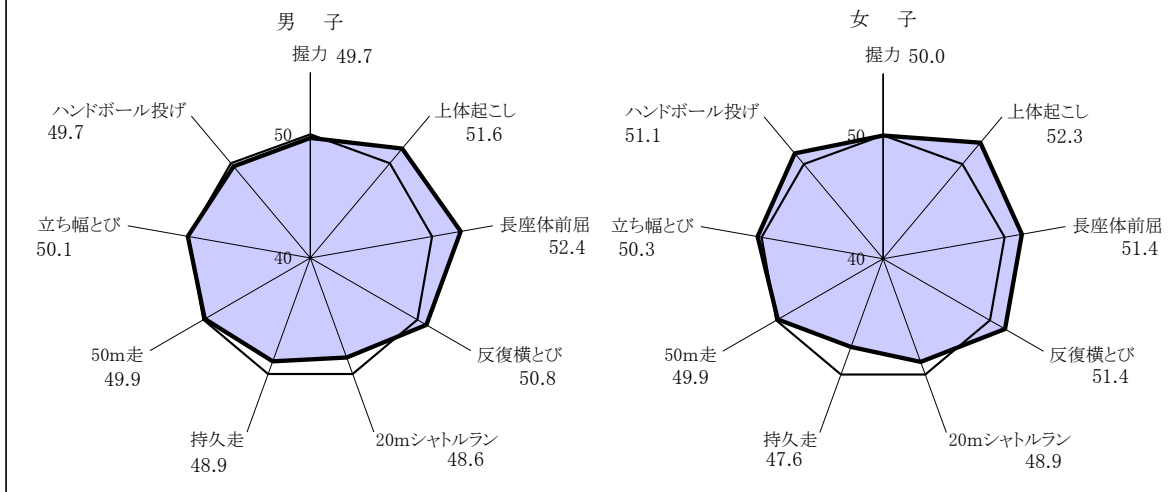 男 子
握力 49.7
上体起こし
51.6
長座体前屈
52.4
反復横とび
50.8
20mシャトルラン
48.6
持久走
48.9
50m走
49.9
立ち幅とび
50.1
ハンドボール投げ
49.7
50
40
女 子
握力 50.0
上体起こし
52.3
長座体前屈
51.4
反復横とび
51.4
20mシャトルラン
48.9
持久走
47.6
50m走
49.9
立ち幅とび
50.3
ハンドボール投げ
51.1
50
40